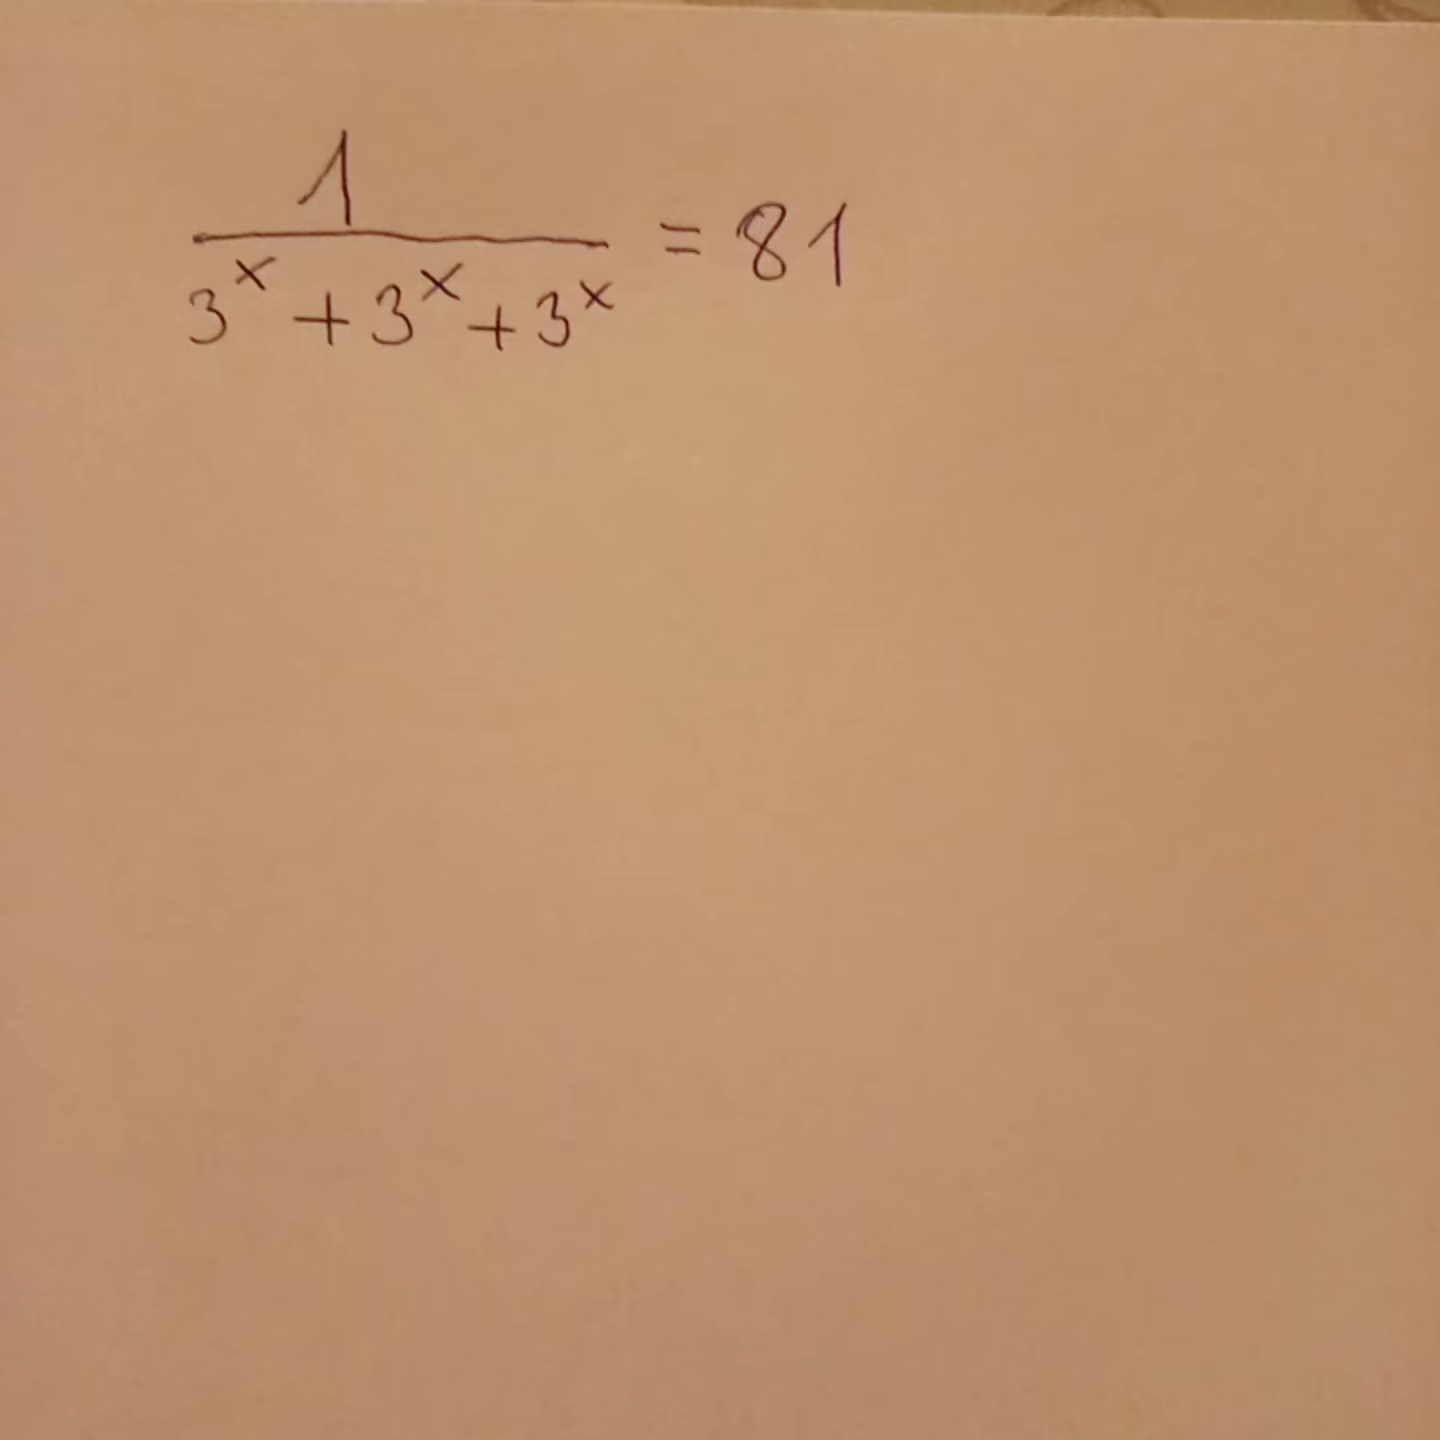 1/(3^x + 3^x + 3^x) = 81